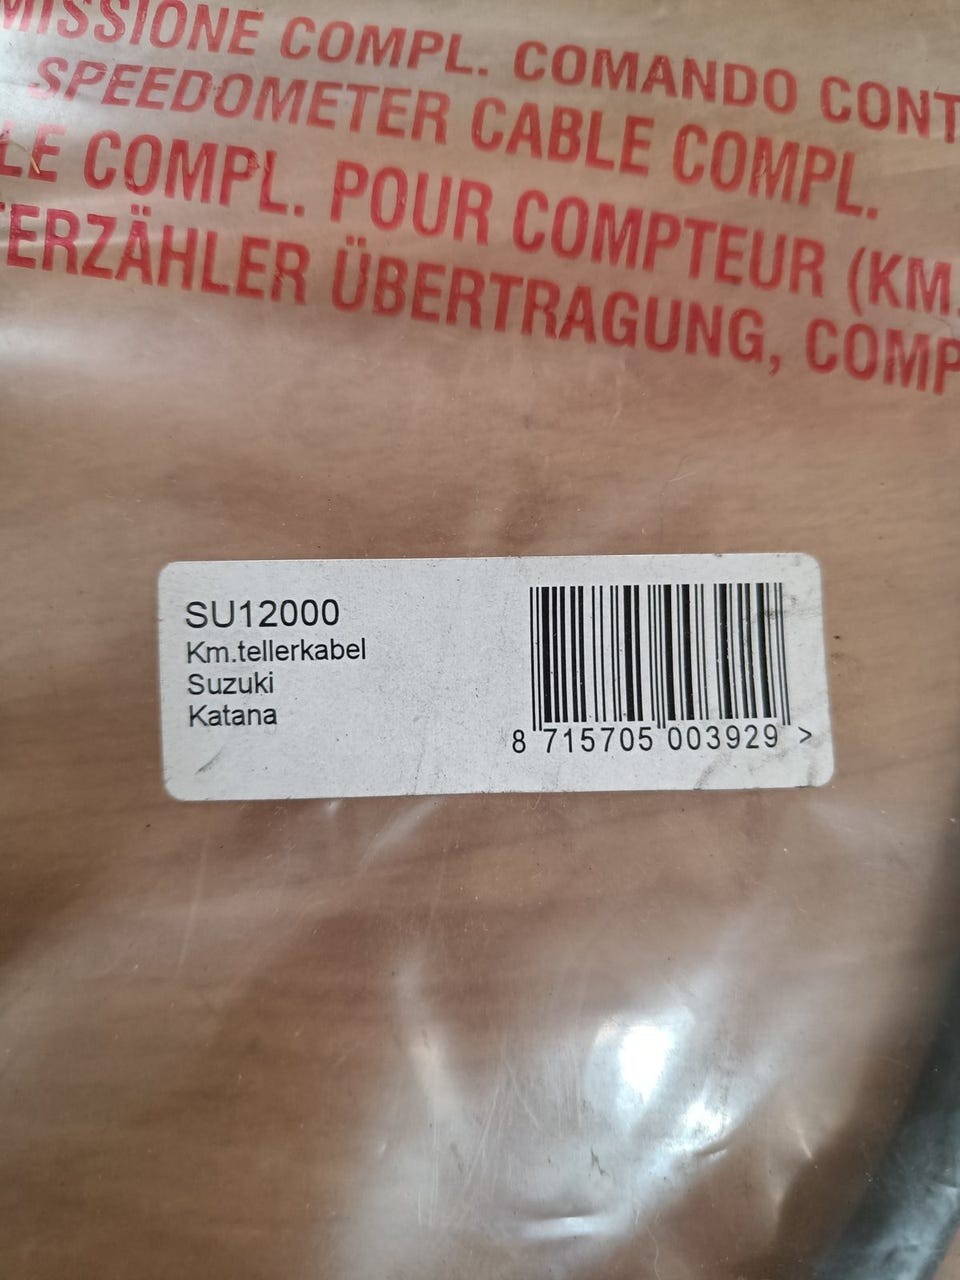 MISSIONE COMPL. COMANDO CONT
SPEEDOMETER CABLE COMPL.
LE COMPL. POUR COMPTEUR (KM.
TERZÄHLER ÜBERTRAGUNG, COMP
SU12000
Km.tellerkabel
Suzuki
Katana
8 715705 003929 >